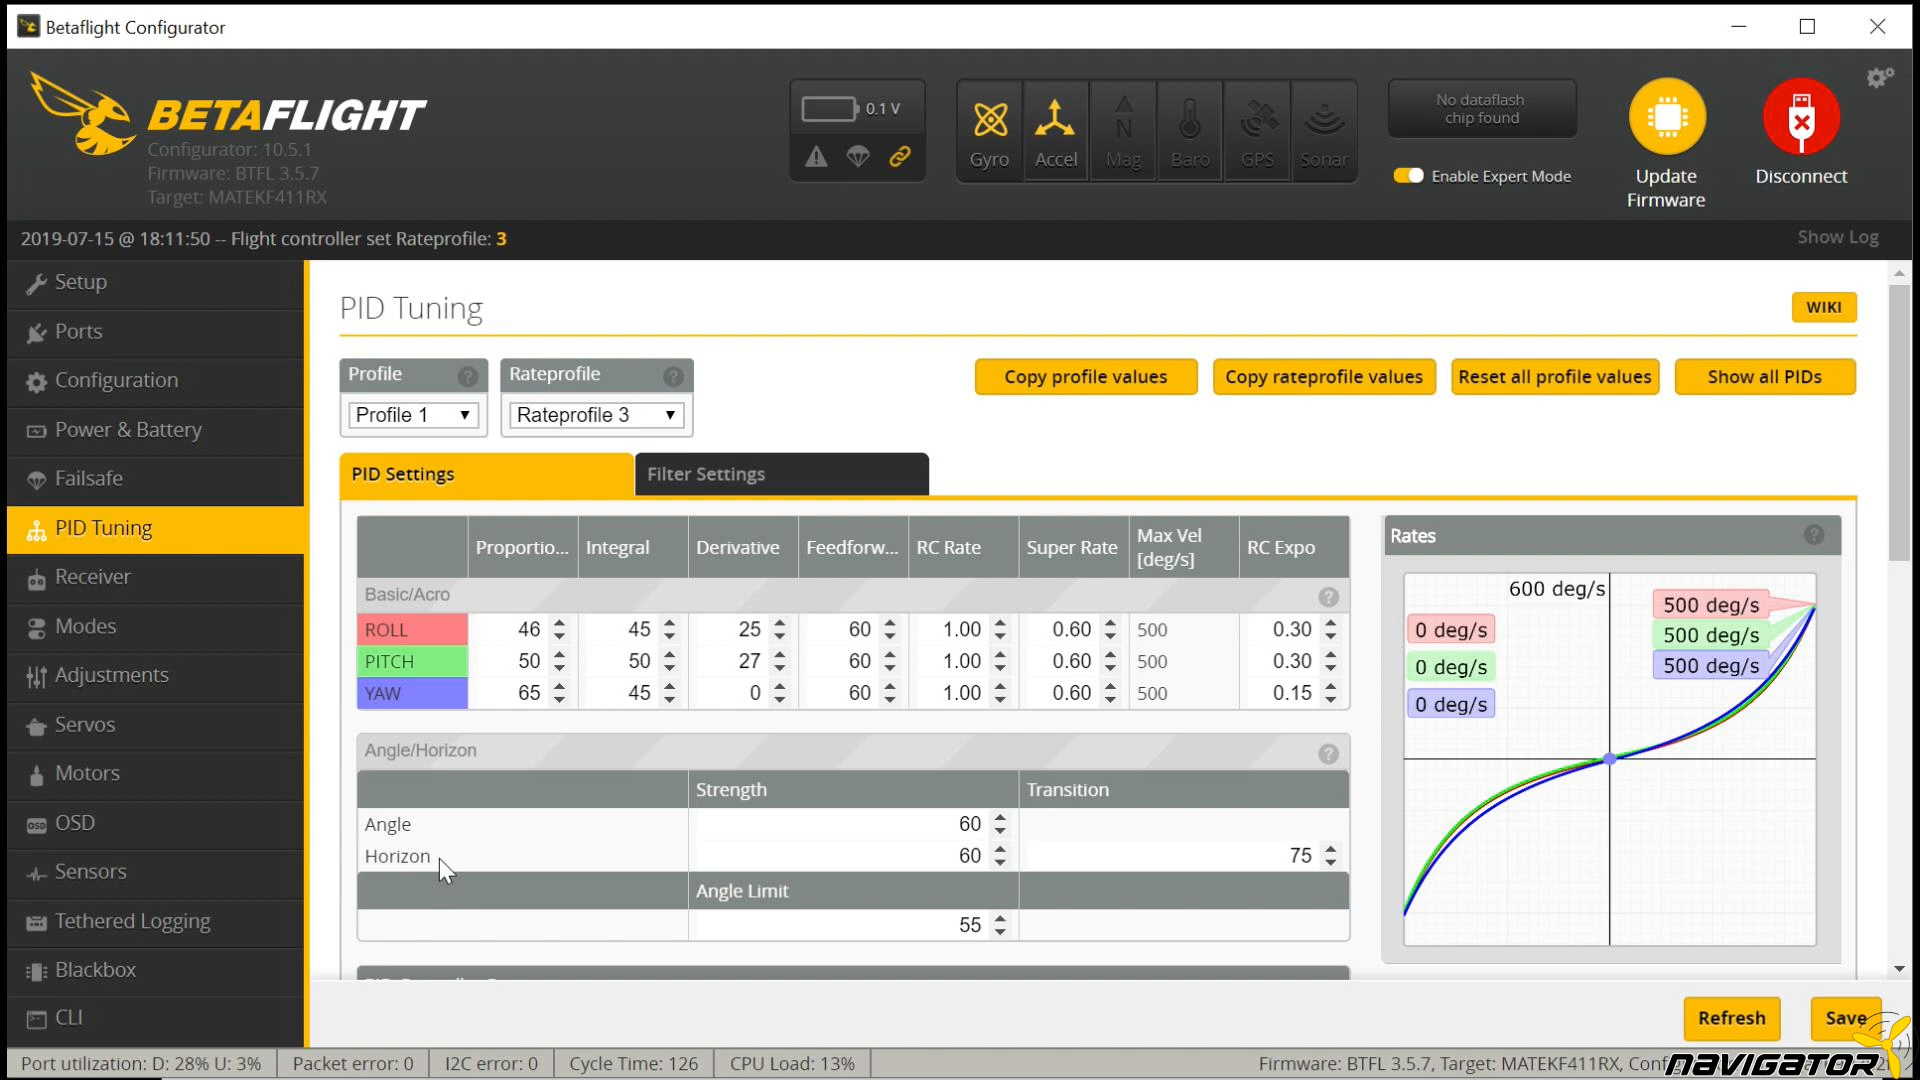 Betaflight Configurator
BETAFLIGHT
Configurator: 10.5.1
Firmware: BTFL 3.5.7
Target: MATEKF411RX
0.1 V
Gyro
Accel
Mag
Baro
GPS
Sonar
No dataflash
chip found
Enable Expert Mode
Update
Firmware
Disconnect
2019-07-15 @ 18:11:50 -- Flight controller set Rateprofile: 3
Show Log
Setup
Ports
Configuration
Power & Battery
Failsafe
PID Tuning
Receiver
Modes
Adjustments
Servos
Motors
OSD
OSD
Sensors
Tethered Logging
Blackbox
CLI
PID Tuning
WIKI
Profile
Profile 1
Rateprofile
Rateprofile 3
Copy profile values
Copy rateprofile values
Reset all profile values
Show all PIDs
PID Settings
Filter Settings
Proportio... Integral Derivative Feedforw... RC Rate Super Rate Max Vel [deg/s] RC Expo
Basic/Acro
ROLL 46 45 25 60 1.00 0.60 500 0.30
PITCH 50 50 27 60 1.00 0.60 500 0.30
YAW 65 45 0 60 1.00 0.60 500 0.15
Angle/Horizon
Strength Transition
Angle 60
Horizon 60 75
Angle Limit
55
Rates
600 deg/s
500 deg/s
500 deg/s
500 deg/s
0 deg/s
0 deg/s
0 deg/s
Refresh
Save
Port utilization: D: 28% U: 3%
Packet error: 0
I2C error: 0
Cycle Time: 126
CPU Load: 13%
Firmware: BTFL 3.5.7, Target: MATEKF411RX,
NAVIGATOR